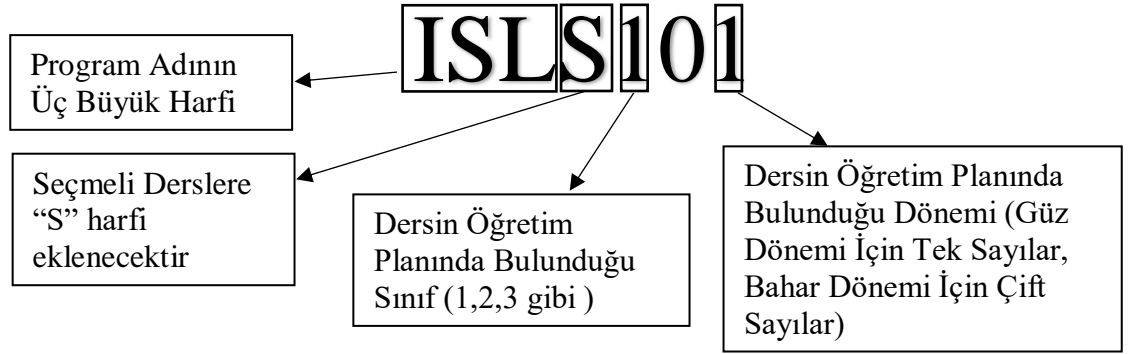 ISLS101
Program Adının
Üç Büyük Harfi
Seçmeli Derslere
“S” harfi
eklenecektir
Dersin Öğretim
Planında Bulunduğu
Sınıf (1,2,3 gibi )
Dersin Öğretim Planında
Bulunduğu Dönemi (Güz
Dönemi İçin Tek Sayılar,
Bahar Dönemi İçin Çift
Sayılar)